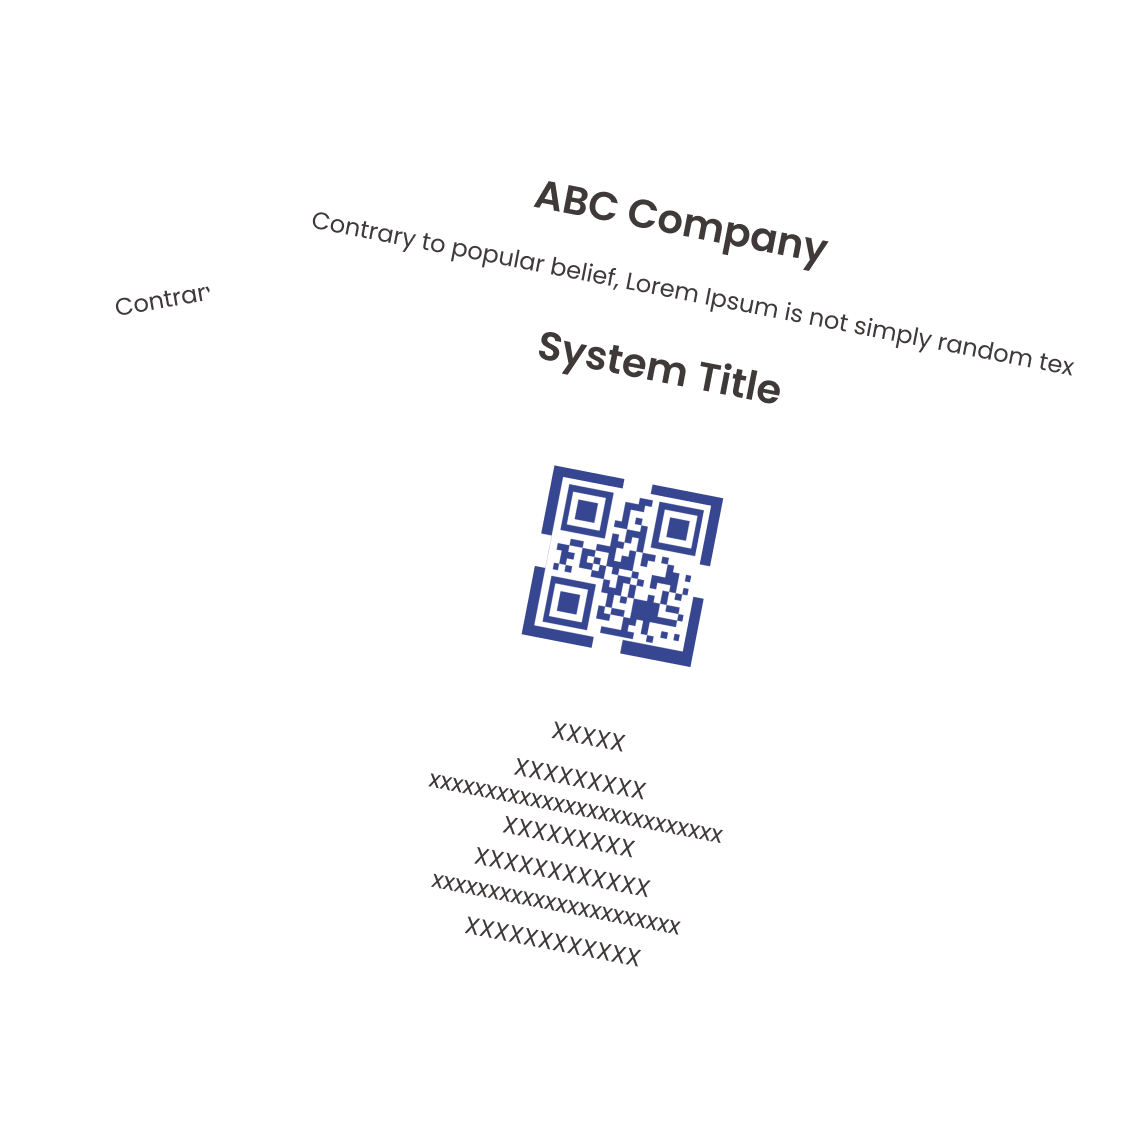 ABC Company
Contrary to popular belief, Lorem Ipsum is not simply random tex
Contrary
System Title
XXXXX
XXXXXXXXX
xxxxxxxxxxxxxxxxxxxxxxxxxx
XXXXXXXXX
XXXXXXXXXXXX
xxxxxxxxxxxxxxxxxxxxxx
XXXXXXXXXXXX